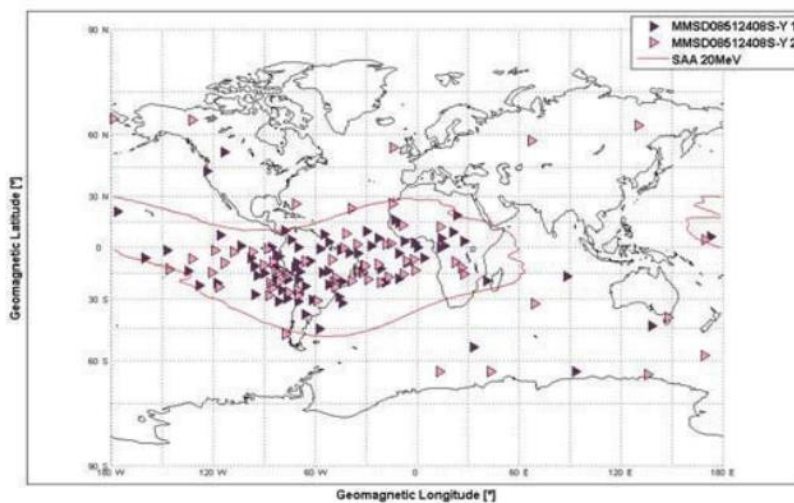 90 N
MMSD08512408S-Y 1
MMSD08512408S-Y 2
SAA 20MeV
60 N
30 N
0
30 S
60 S
90 S
180 W
120 W
60 W
0
60 E
120 E
180 E
Geomagnetic Latitude [°]
Geomagnetic Longitude [°]